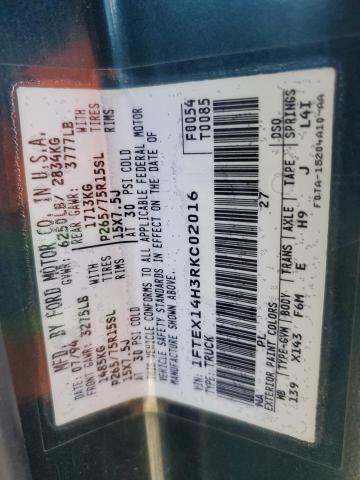 MFD. BY FORD MOTOR CO. IN U.S.A.
DATE: 01/94 GVWR: 6250LB/ 2834KG
FRONT GAWR: 3275LB REAR GAWR: 3777LB
1485KG WITH 1713KG WITH
P265/75R15SL TIRES P265/75R15SL TIRES
15X7.5J RIMS 15X7.5J RIMS
AT 30 PSI COLD AT 30 PSI COLD
THIS VEHICLE CONFORMS TO ALL APPLICABLE FEDERAL MOTOR
VEHICLE SAFETY STANDARDS IN EFFECT ON THE DATE OF
MANUFACTURE SHOWN ABOVE.
VIN: 1FTEX14H3RKC02016 F0054
TYPE: TRUCK T0085
27
NA PL
EXTERIOR PAINT COLORS DSO
WB TYPE-GVW BODY TRANS AXLE TAPE SPRINGS
139 X143 F6M E H9 J L4I
F0TA-15204A10-AA